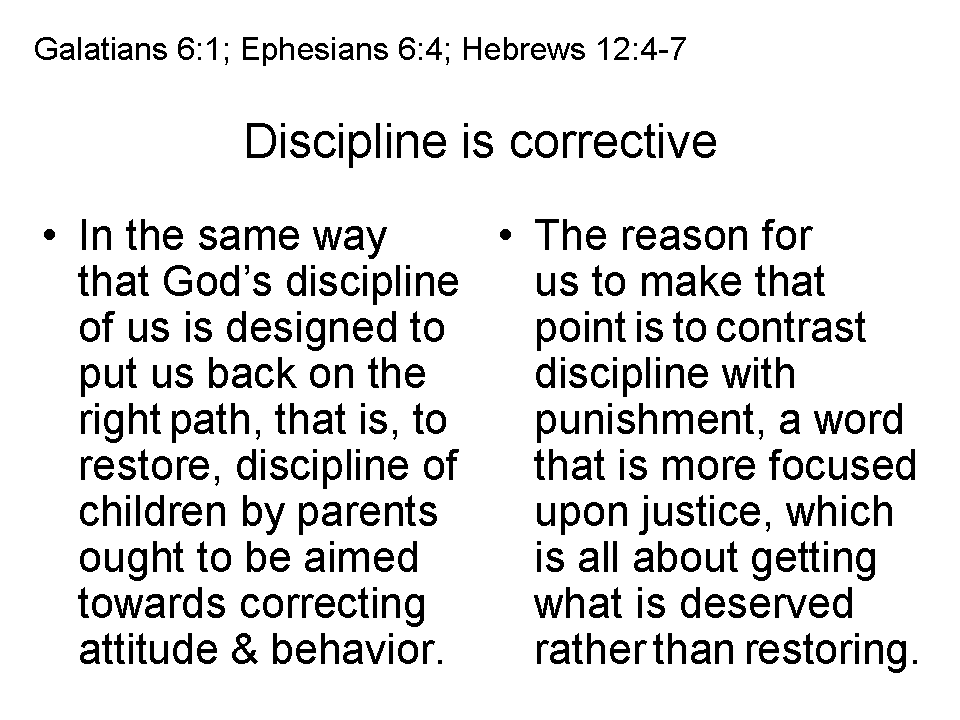 Galatians 6:1; Ephesians 6:4; Hebrews 12:4-7
Discipline is corrective
• In the same way
that God’s discipline
of us is designed to
put us back on the
right path, that is, to
restore, discipline of
children by parents
ought to be aimed
towards correcting
attitude & behavior.
• The reason for
us to make that
point is to contrast
discipline with
punishment, a word
that is more focused
upon justice, which
is all about getting
what is deserved
rather than restoring.